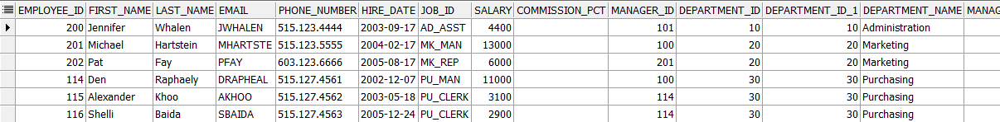 EMPLOYEE_ID FIRST_NAME LAST_NAME EMAIL PHONE_NUMBER HIRE_DATE JOB_ID SALARY COMMISSION_PCT MANAGER_ID DEPARTMENT_ID DEPARTMENT_ID_1 DEPARTMENT_NAME MANAG
200 Jennifer Whalen JWHALEN 515.123.4444 2003-09-17 AD_ASST 4400 101 10 10 Administration
201 Michael Hartstein MHARTSTE 515.123.5555 2004-02-17 MK_MAN 13000 100 20 20 Marketing
202 Pat Fay PFAY 603.123.6666 2005-08-17 MK_REP 6000 201 20 20 Marketing
114 Den Raphaely DRAPHEAL 515.127.4561 2002-12-07 PU_MAN 11000 100 30 30 Purchasing
115 Alexander Khoo AKHOO 515.127.4562 2003-05-18 PU_CLERK 3100 114 30 30 Purchasing
116 Shelli Baida SBAIDA 515.127.4563 2005-12-24 PU_CLERK 2900 114 30 30 Purchasing